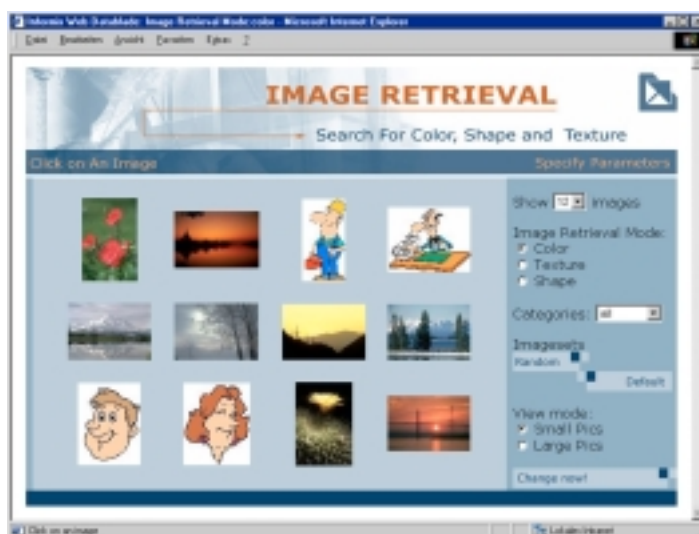 Informix Web DataBlade: Image Retrieval Mode:color - Microsoft Internet Explorer
Datei Bearbeiten Ansicht Favoriten Extras ?
IMAGE RETRIEVAL
Search For Color, Shape and Texture
Click on An Image
Specify Parameters
Show 12 images
Image Retrieval Mode:
Color
Texture
Shape
Categories: all
Imagesets
Random
Default
View mode:
Small Pics
Large Pics
Change now!
Click on an image
Lokales Intranet